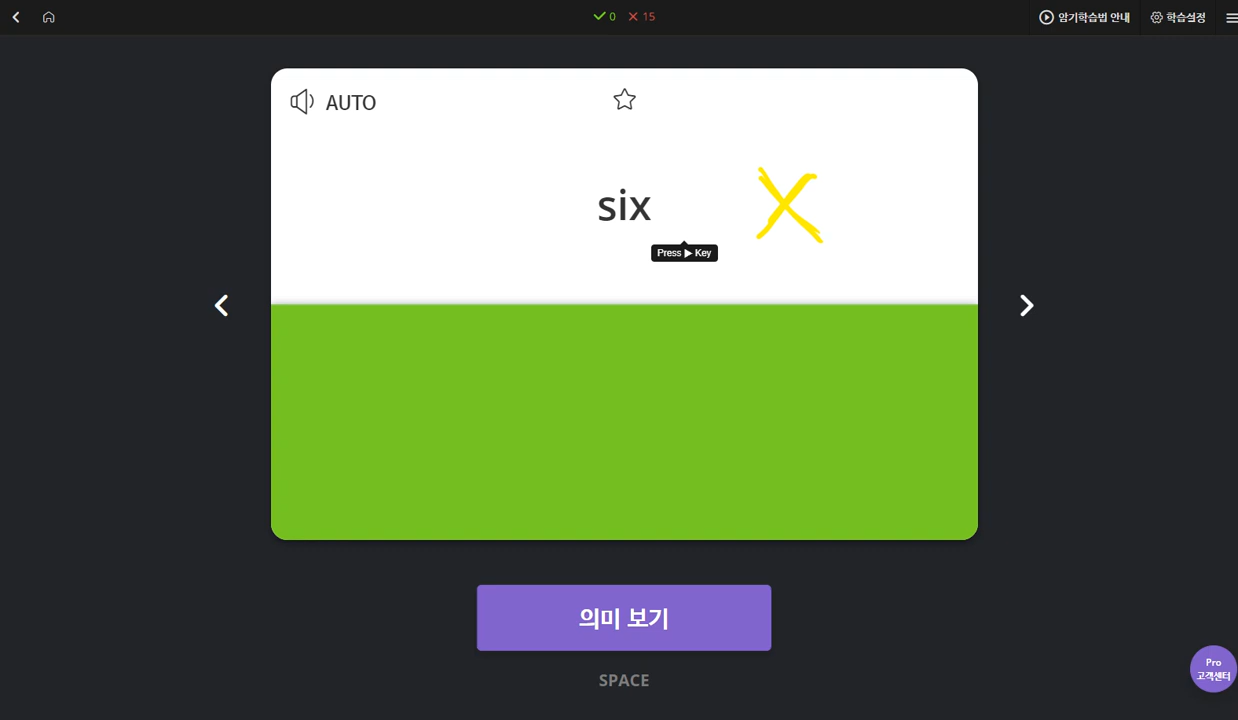 0 15 암기학습법 안내 학습설정
AUTO
six
Press ▶ Key
의미 보기
SPACE
Pro
고객센터